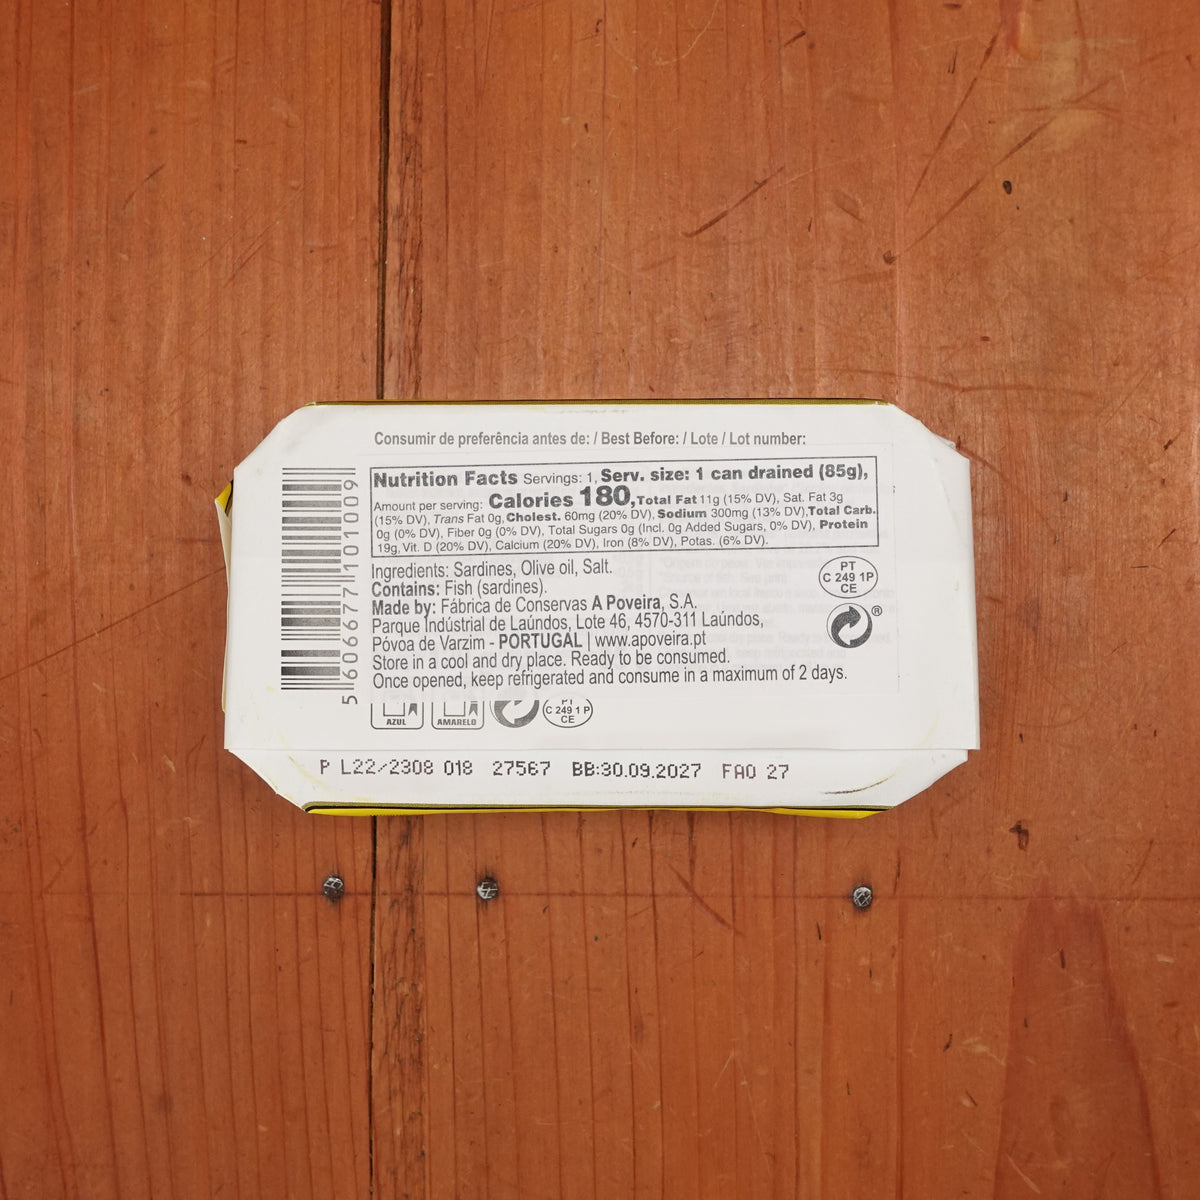 Consumir de preferência antes de: / Best Before: / Lote / Lot number:
Nutrition Facts Servings: 1, Serv. size: 1 can drained (85g),
Amount per serving: Calories 180, Total Fat 11g (15% DV), Sat. Fat 3g
(15% DV), Trans Fat 0g, Cholest. 60mg (20% DV), Sodium 300mg (13% DV), Total Carb.
0g (0% DV), Fiber 0g (0% DV), Total Sugars 0g (Incl. 0g Added Sugars, 0% DV), Protein
19g, Vit. D (20% DV), Calcium (20% DV), Iron (8% DV), Potas. (6% DV).
Ingredients: Sardines, Olive oil, Salt.
Contains: Fish (sardines).
Made by: Fábrica de Conservas A Poveira, S.A.
Parque Indústrial de Laúndos, Lote 46, 4570-311 Laúndos,
Póvoa de Varzim - PORTUGAL | www.apoveira.pt
Store in a cool and dry place. Ready to be consumed.
Once opened, keep refrigerated and consume in a maximum of 2 days.
5 606677 101009
PT
C 249 1P
CE
®
AZUL
AMARELO
PT
C 249 1 P
CE
P L22/2308 018 27567 BB:30.09.2027 FAO 27